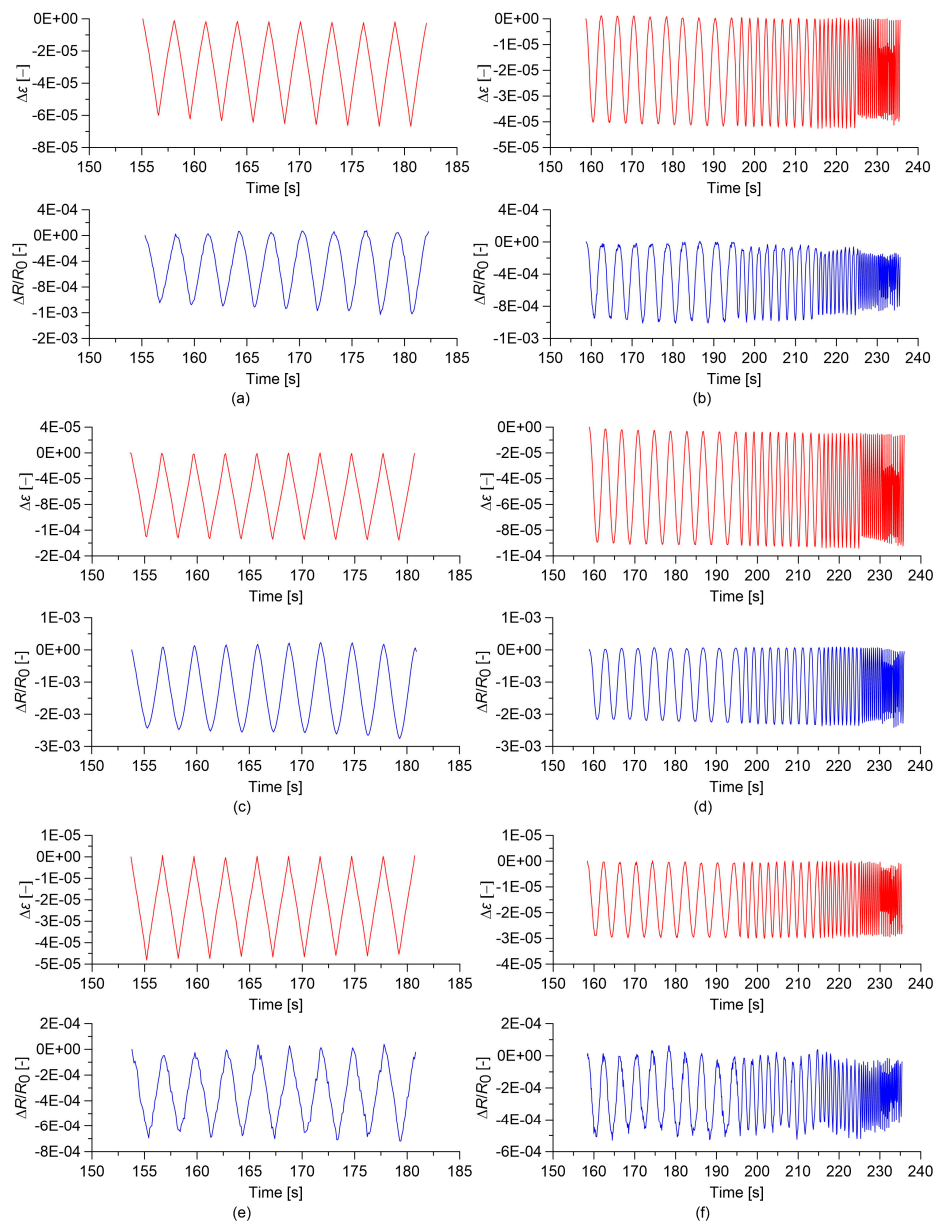 0E+00
-2E-05
-4E-05
-6E-05
-8E-05
Δε [–]
150 155 160 165 170 175 180 185
Time [s]
0E+00
-1E-05
-2E-05
-3E-05
-4E-05
-5E-05
Δε [–]
150 160 170 180 190 200 210 220 230 240
Time [s]
4E-04
0E+00
-4E-04
-8E-04
-1E-03
-2E-03
ΔR/R0 [-]
150 155 160 165 170 175 180 185
Time [s]
(a)
4E-04
0E+00
-4E-04
-8E-04
-1E-03
ΔR/R0 [-]
150 160 170 180 190 200 210 220 230 240
Time [s]
(b)
4E-05
0E+00
-4E-05
-8E-05
-1E-04
-2E-04
Δε [–]
150 155 160 165 170 175 180 185
Time [s]
0E+00
-2E-05
-4E-05
-6E-05
-8E-05
-1E-04
Δε [–]
150 160 170 180 190 200 210 220 230 240
Time [s]
1E-03
0E+00
-1E-03
-2E-03
-3E-03
ΔR/R0 [-]
150 155 160 165 170 175 180 185
Time [s]
(c)
1E-03
0E+00
-1E-03
-2E-03
-3E-03
ΔR/R0 [-]
150 160 170 180 190 200 210 220 230 240
Time [s]
(d)
1E-05
0E+00
-1E-05
-2E-05
-3E-05
-4E-05
-5E-05
Δε [–]
150 155 160 165 170 175 180 185
Time [s]
1E-05
0E+00
-1E-05
-2E-05
-3E-05
-4E-05
Δε [–]
150 160 170 180 190 200 210 220 230 240
Time [s]
2E-04
0E+00
-2E-04
-4E-04
-6E-04
-8E-04
ΔR/R0 [-]
150 155 160 165 170 175 180 185
Time [s]
(e)
2E-04
0E+00
-2E-04
-4E-04
-6E-04
ΔR/R0 [-]
150 160 170 180 190 200 210 220 230 240
Time [s]
(f)